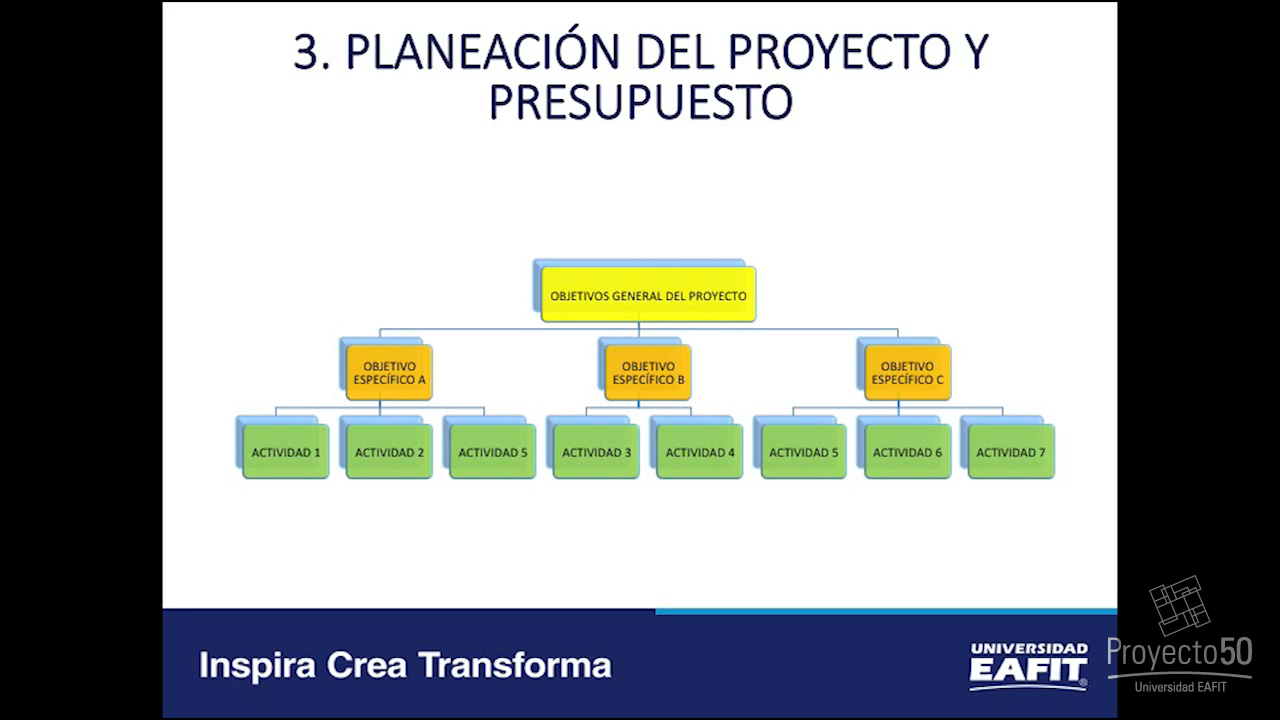 3. PLANEACIÓN DEL PROYECTO Y
PRESUPUESTO
OBJETIVOS GENERAL DEL PROYECTO
OBJETIVO
ESPECÍFICO A
OBJETIVO
ESPECÍFICO B
OBJETIVO
ESPECÍFICO C
ACTIVIDAD 1
ACTIVIDAD 2
ACTIVIDAD 5
ACTIVIDAD 3
ACTIVIDAD 4
ACTIVIDAD 5
ACTIVIDAD 6
ACTIVIDAD 7
Inspira Crea Transforma
UNIVERSIDAD
EAFIT®
Proyecto50
Universidad EAFIT